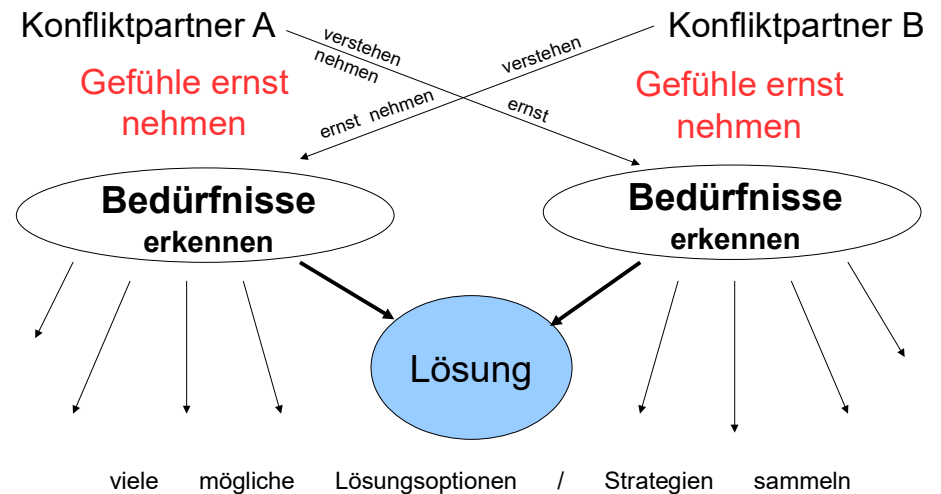 Konfliktpartner A
Konfliktpartner B
verstehen
nehmen
verstehen
ernst nehmen
ernst
Gefühle ernst
nehmen
Gefühle ernst
nehmen
Bedürfnisse
erkennen
Bedürfnisse
erkennen
Lösung
viele mögliche Lösungsoptionen / Strategien sammeln